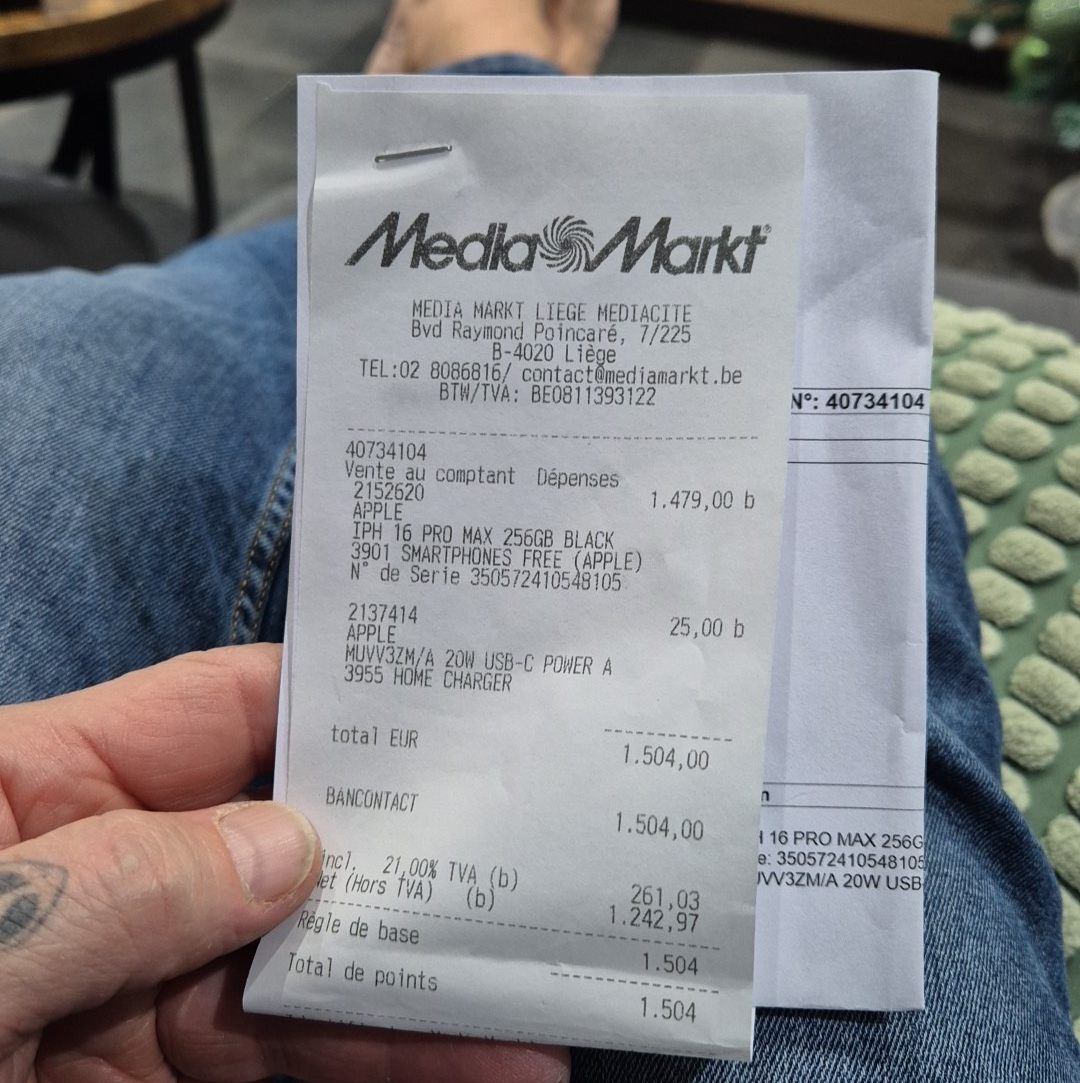 Media Markt®
MEDIA MARKT LIEGE MEDIACITE
Bvd Raymond Poincaré, 7/225
B-4020 Liège
TEL:02 8086816/ contact@mediamarkt.be
BTW/TVA: BE0811393122
40734104
Vente au comptant Dépenses
2152620 1.479,00 b
APPLE
IPH 16 PRO MAX 256GB BLACK
3901 SMARTPHONES FREE (APPLE)
N° de Serie 350572410548105
2137414 25,00 b
APPLE
MUVV3ZM/A 20W USB-C POWER A
3955 HOME CHARGER
total EUR 1.504,00
BANCONTACT 1.504,00
incl. 21,00% TVA (b) 261,03
Net (Hors TVA) (b) 1.242,97
Règle de base 1.504
Total de points 1.504
N°: 40734104
n
H 16 PRO MAX 256G
e: 350572410548105
UVV3ZM/A 20W USB